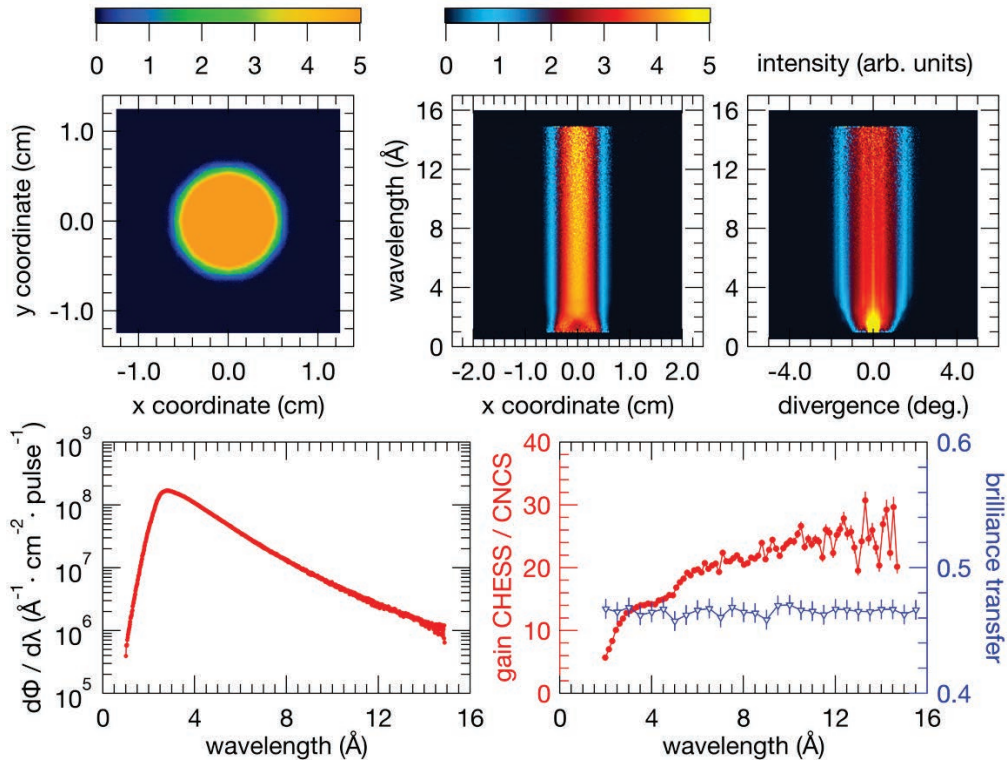 0 1 2 3 4 5
0 1 2 3 4 5
intensity (arb. units)
y coordinate (cm)
1.0
0.0
-1.0
-1.0 0.0 1.0
x coordinate (cm)
wavelength (Å)
16
12
8
4
0
-2.0 -1.0 0.0 1.0 2.0
x coordinate (cm)
-4.0 0.0 4.0
divergence (deg.)
dΦ / dλ (Å⁻¹ · cm⁻² · pulse⁻¹)
10⁹
10⁸
10⁷
10⁶
10⁵
0 4 8 12 16
wavelength (Å)
gain CHESS / CNCS
40
30
20
10
0
0 4 8 12 16
wavelength (Å)
0.6
0.5
0.4
brilliance transfer